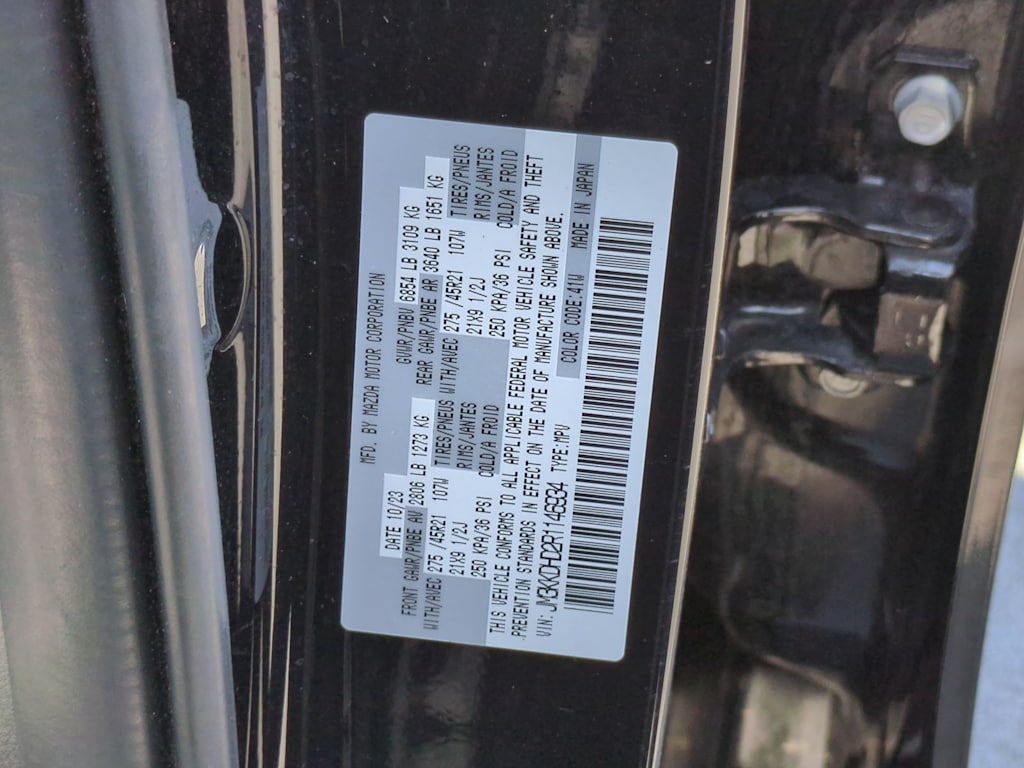 MFD. BY MAZDA MOTOR CORPORATION
DATE 10/23 GVWR/PNBV 6854 LB 3109 KG
FRONT GAWR/PNBE AV 2806 LB 1273 KG REAR GAWR/PNBE AR 3640 LB 1651 KG
WITH/AVEC 275 /45R21 107W TIRES/PNEUS WITH/AVEC 275 /45R21 107W TIRES/PNEUS
21X9 1/2J RIMS/JANTES 21X9 1/2J RIMS/JANTES
250 KPA/36 PSI COLD/A FROID 250 KPA/36 PSI COLD/A FROID
THIS VEHICLE CONFORMS TO ALL APPLICABLE FEDERAL MOTOR VEHICLE SAFETY AND THEFT
PREVENTION STANDARDS IN EFFECT ON THE DATE OF MANUFACTURE SHOWN ABOVE.
VIN: TYPE:MPV COLOR CODE:41W MADE IN JAPAN